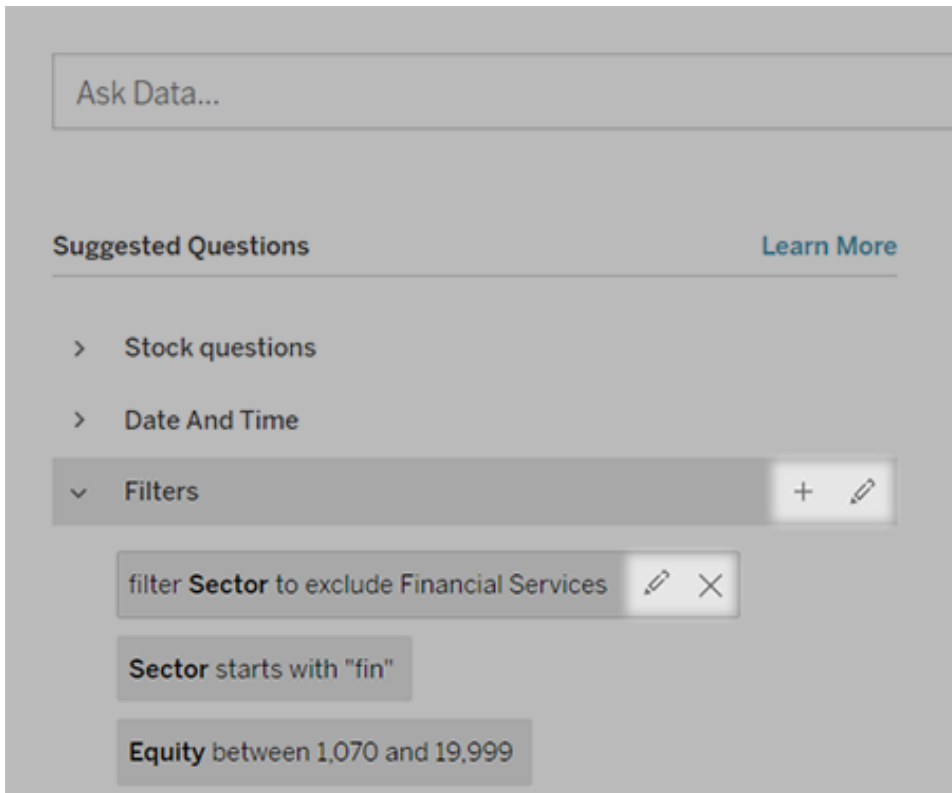 Ask Data...
Suggested Questions Learn More
Stock questions
Date And Time
Filters
filter Sector to exclude Financial Services
Sector starts with "fin"
Equity between 1,070 and 19,999